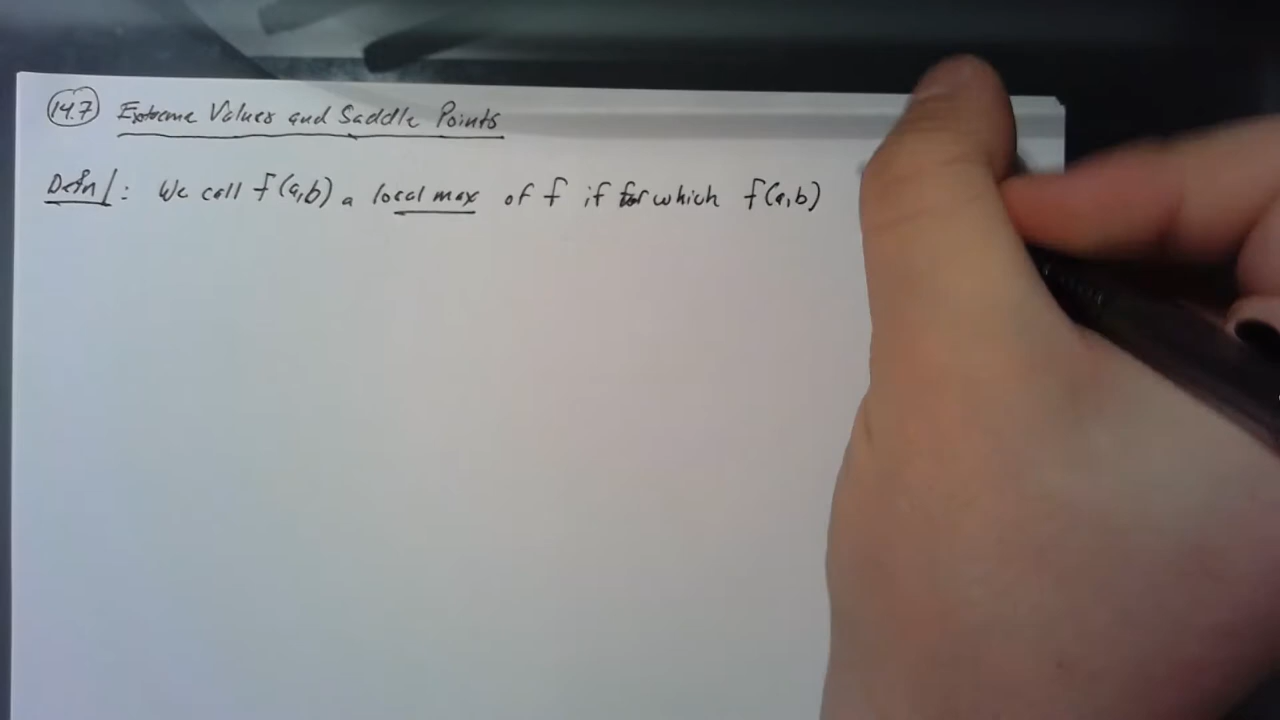 14.7 Extreme Values and Saddle Points
Defn/: We call f(a,b) a local max of f if for which f(a,b)